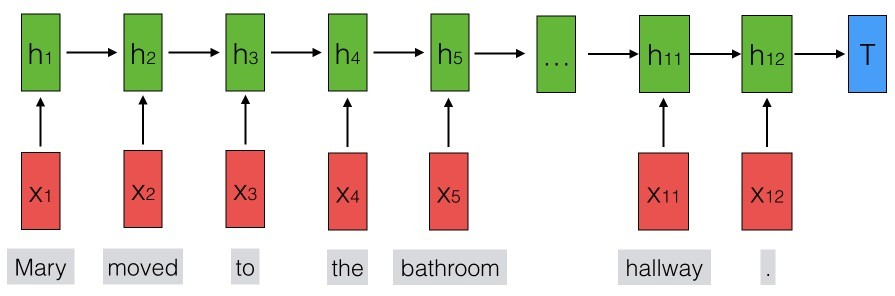 h1 h2 h3 h4 h5 ... h11 h12 T
x1 x2 x3 x4 x5 x11 x12
Mary moved to the bathroom hallway .